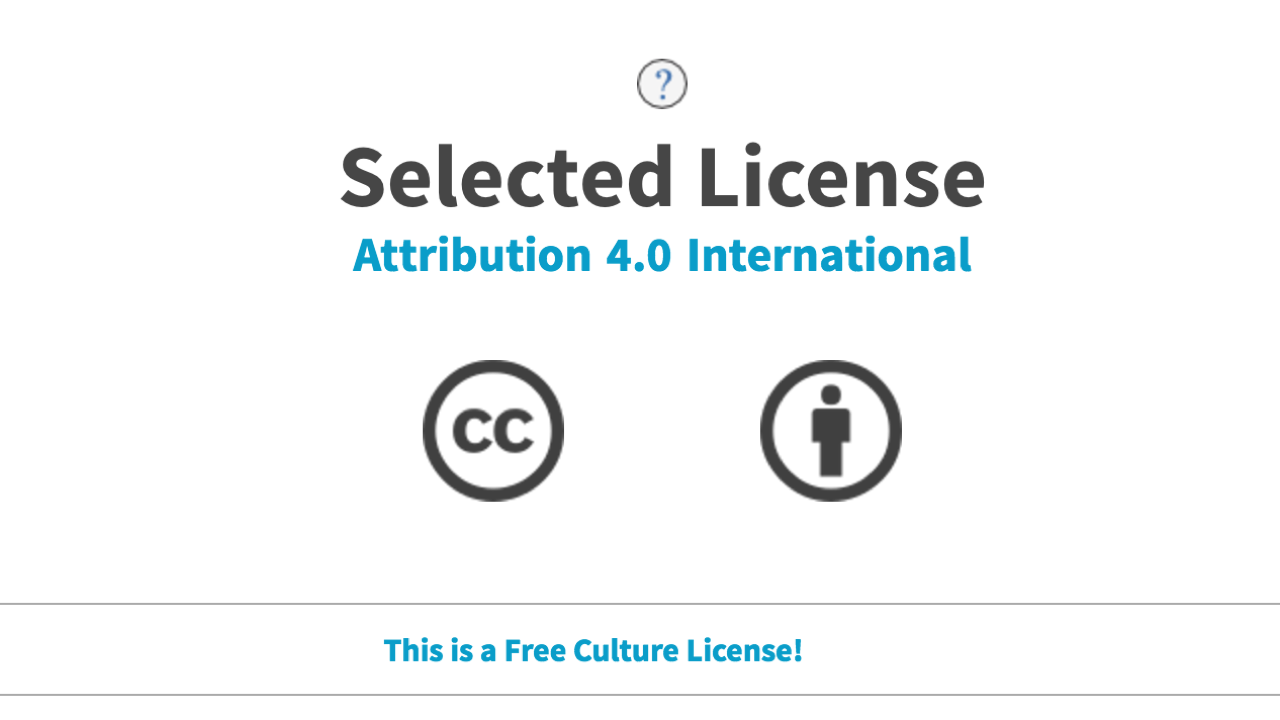 ?
Selected License
Attribution 4.0 International
cc
This is a Free Culture License!